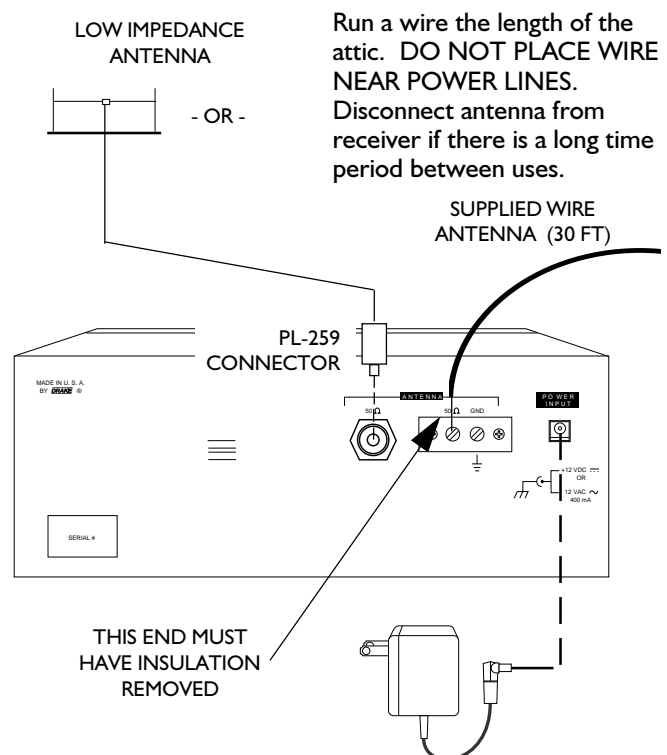 LOW IMPEDANCE
ANTENNA
- OR -
Run a wire the length of the
attic. DO NOT PLACE WIRE
NEAR POWER LINES.
Disconnect antenna from
receiver if there is a long time
period between uses.
SUPPLIED WIRE
ANTENNA (30 FT)
PL-259
CONNECTOR
MADE IN U. S. A.
BY DRAKE ®
ANTENNA
50 Ω
50 Ω
GND
POWER
INPUT
+12 VDC
OR
12 VAC
400 mA
SERIAL #
THIS END MUST
HAVE INSULATION
REMOVED